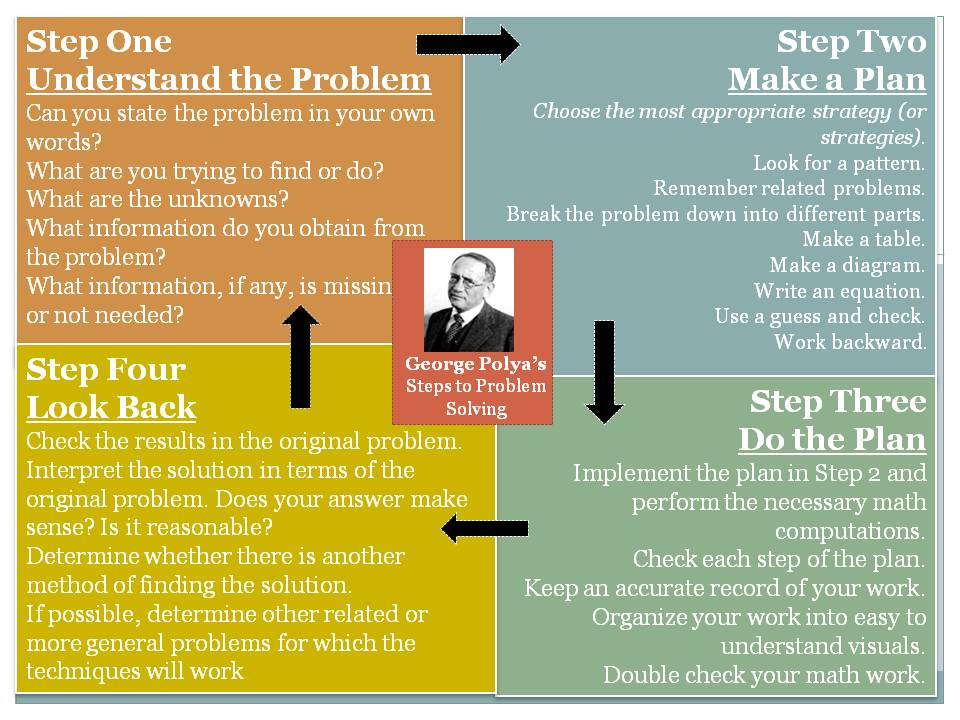 Step One
Understand the Problem
Can you state the problem in your own
words?
What are you trying to find or do?
What are the unknowns?
What information do you obtain from
the problem?
What information, if any, is missin
or not needed?
Step Two
Make a Plan
Choose the most appropriate strategy (or
strategies).
Look for a pattern.
Remember related problems.
Break the problem down into different parts.
Make a table.
Make a diagram.
Write an equation.
Use a guess and check.
Work backward.
George Polya's
Steps to Problem
Solving
Step Three
Do the Plan
Implement the plan in Step 2 and
perform the necessary math
computations.
Check each step of the plan.
Keep an accurate record of your work.
Organize your work into easy to
understand visuals.
Double check your math work.
Step Four
Look Back
Check the results in the original problem.
Interpret the solution in terms of the
original problem. Does your answer make
sense? Is it reasonable?
Determine whether there is another
method of finding the solution.
If possible, determine other related or
more general problems for which the
techniques will work